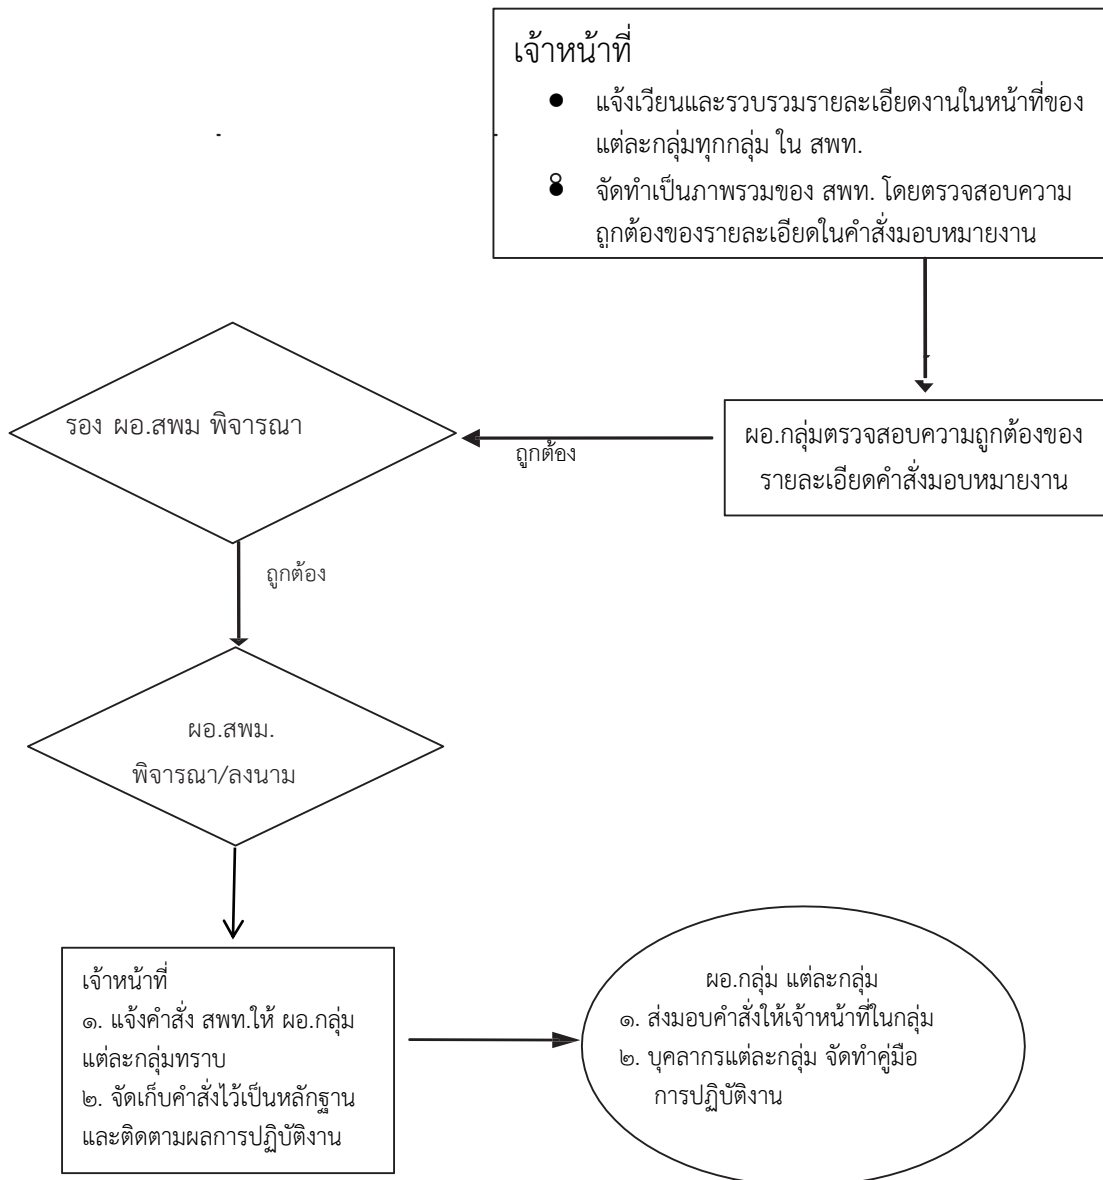 เจ้าหน้าที่
● แจ้งเวียนและรวบรวมรายละเอียดงานในหน้าที่ของ
แต่ละกลุ่มทุกกลุ่ม ใน สพท.
● จัดทำเป็นภาพรวมของ สพท. โดยตรวจสอบความ
ถูกต้องของรายละเอียดในคำสั่งมอบหมายงาน
ผอ.กลุ่มตรวจสอบความถูกต้องของ
รายละเอียดคำสั่งมอบหมายงาน
ถูกต้อง
รอง ผอ.สพม พิจารณา
ถูกต้อง
ผอ.สพม.
พิจารณา/ลงนาม
เจ้าหน้าที่
๑. แจ้งคำสั่ง สพท.ให้ ผอ.กลุ่ม
แต่ละกลุ่มทราบ
๒. จัดเก็บคำสั่งไว้เป็นหลักฐาน
และติดตามผลการปฏิบัติงาน
ผอ.กลุ่ม แต่ละกลุ่ม
๑. ส่งมอบคำสั่งให้เจ้าหน้าที่ในกลุ่ม
๒. บุคลากรแต่ละกลุ่ม จัดทำคู่มือ
การปฏิบัติงาน